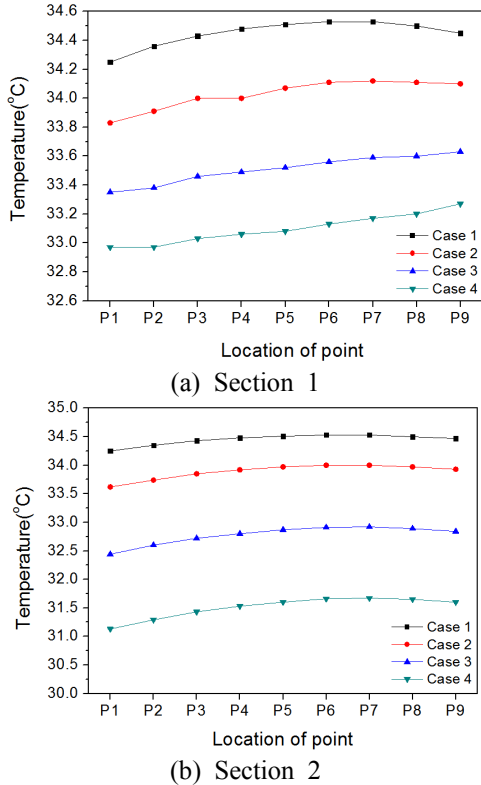 34.6
34.4
34.2
34.0
33.8
33.6
33.4
33.2
33.0
32.8
32.6
Temperature(°C)
Case 1
Case 2
Case 3
Case 4
P1 P2 P3 P4 P5 P6 P7 P8 P9
Location of point
(a) Section 1
35.0
34.5
34.0
33.5
33.0
32.5
32.0
31.5
31.0
30.5
30.0
Temperature(°C)
Case 1
Case 2
Case 3
Case 4
P1 P2 P3 P4 P5 P6 P7 P8 P9
Location of point
(b) Section 2